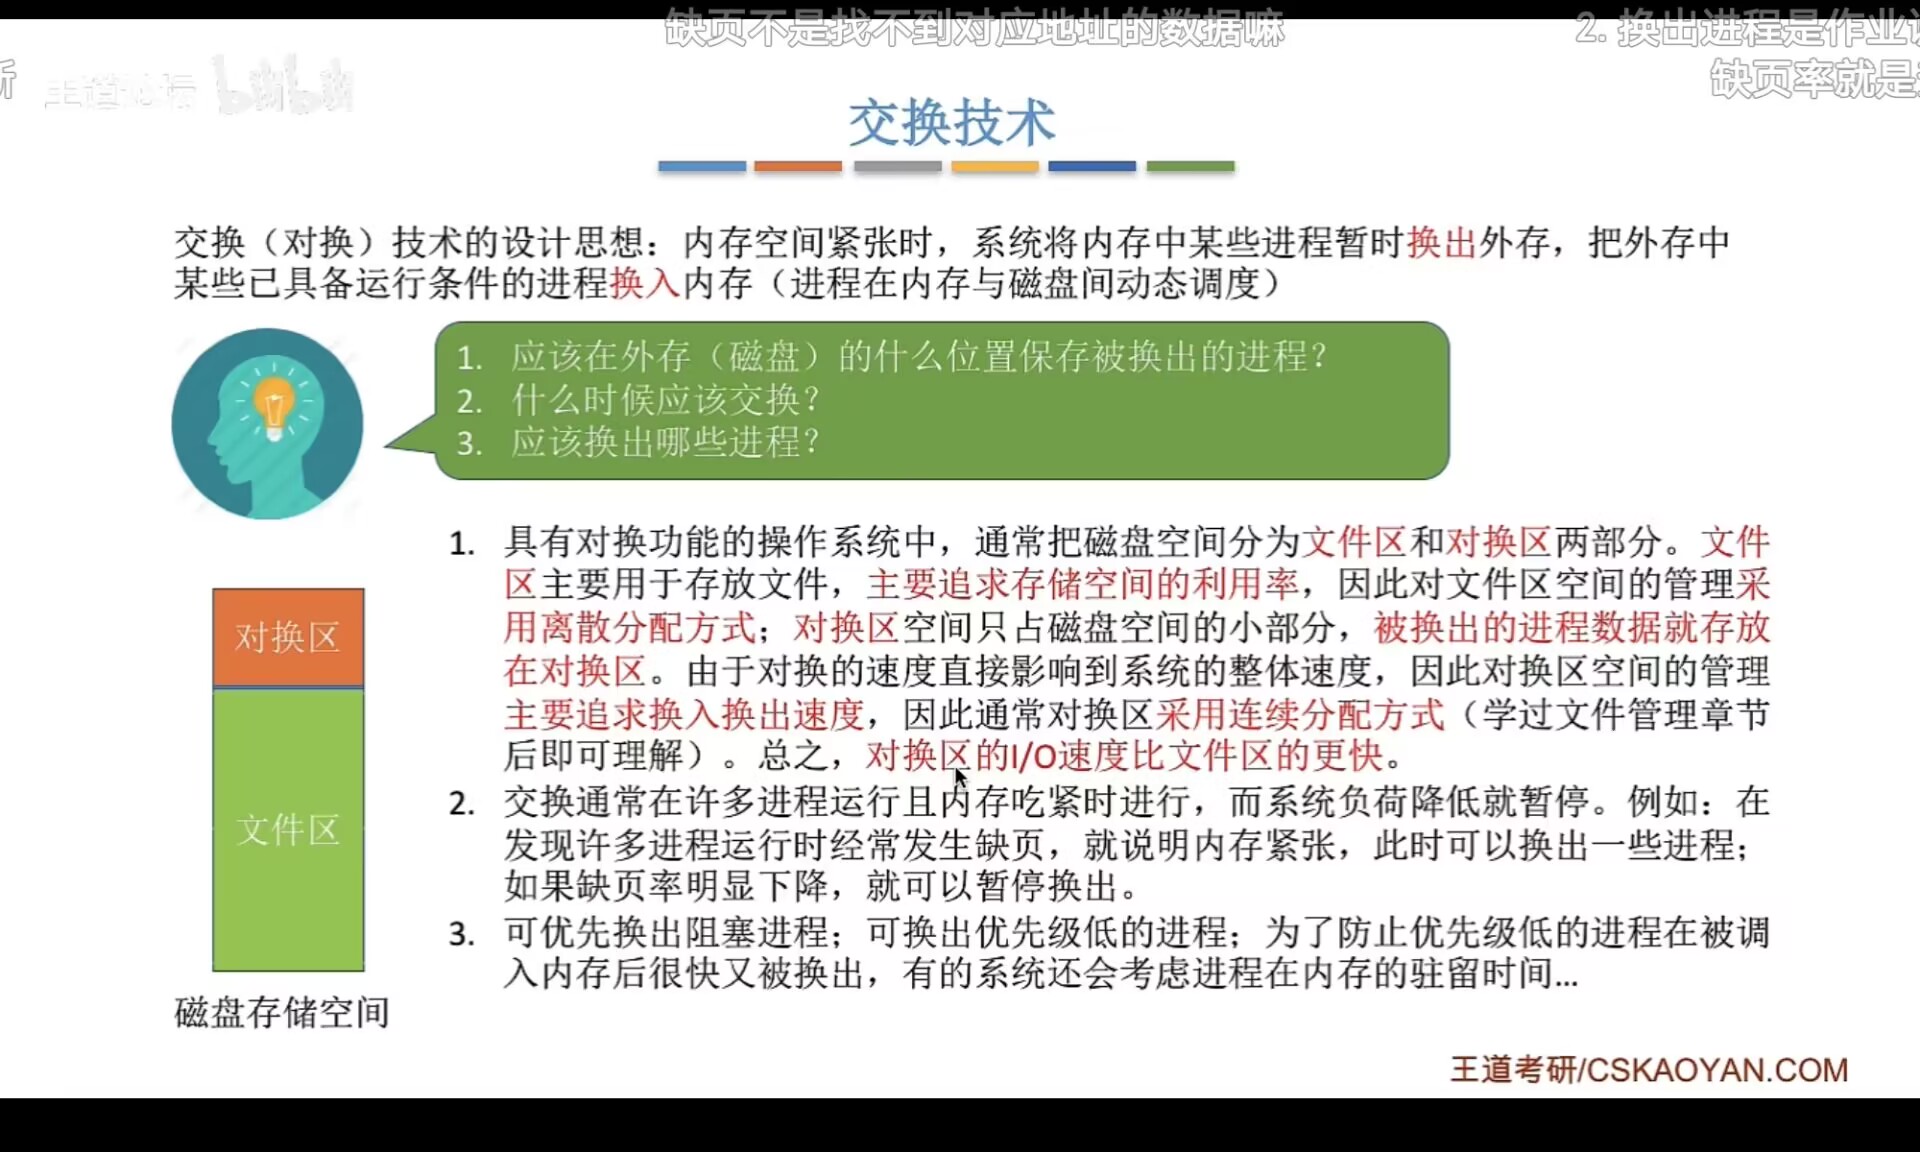 缺页不是找不到对应地址的数据嘛
2. 换出进程是作业
缺页率就是
王道论坛 bilibili
交换技术
交换（对换）技术的设计思想：内存空间紧张时，系统将内存中某些进程暂时换出外存，把外存中
某些已具备运行条件的进程换入内存（进程在内存与磁盘间动态调度）
1. 应该在外存（磁盘）的什么位置保存被换出的进程？
2. 什么时候应该交换？
3. 应该换出哪些进程？
1. 具有对换功能的操作系统中，通常把磁盘空间分为文件区和对换区两部分。文件
区主要用于存放文件，主要追求存储空间的利用率，因此对文件区空间的管理采
用离散分配方式；对换区空间只占磁盘空间的小部分，被换出的进程数据就存放
在对换区。由于对换的速度直接影响到系统的整体速度，因此对换区空间的管理
主要追求换入换出速度，因此通常对换区采用连续分配方式（学过文件管理章节
后即可理解）。总之，对换区的I/O速度比文件区的更快。
2. 交换通常在许多进程运行且内存吃紧时进行，而系统负荷降低就暂停。例如：在
发现许多进程运行时经常发生缺页，就说明内存紧张，此时可以换出一些进程；
如果缺页率明显下降，就可以暂停换出。
3. 可优先换出阻塞进程；可换出优先级低的进程；为了防止优先级低的进程在被调
入内存后很快又被换出，有的系统还会考虑进程在内存的驻留时间…
对换区
文件区
磁盘存储空间
王道考研/CSKAOYAN.COM